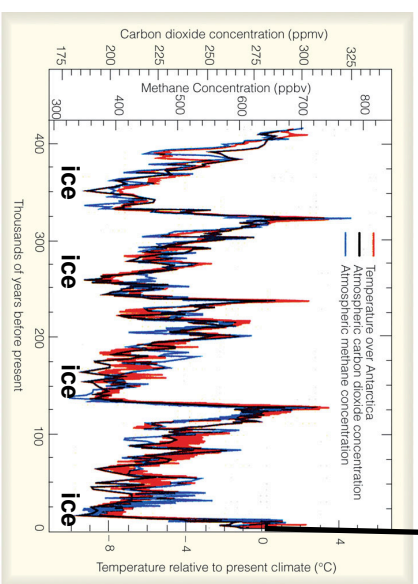 Carbon dioxide concentration (ppmv)
175 200 225 250 275 300 325
Methane Concentration (ppbv)
300 400 500 600 700 800
Temperature over Antarctica
Atmospheric carbon dioxide concentration
Atmospheric methane concentration
ice
ice
ice
ice
400 300 200 100 0
Thousands of years before present
8 4 0 4
Temperature relative to present climate (°C)